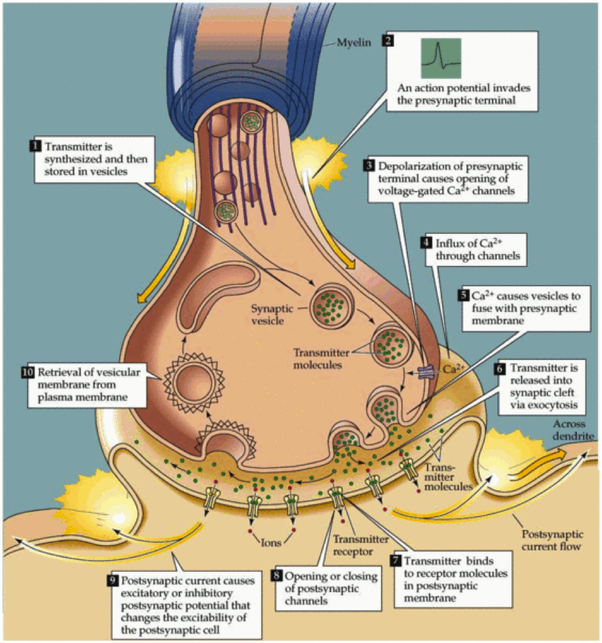 Myelin
2
An action potential invades
the presynaptic terminal
1 Transmitter is
synthesized and then
stored in vesicles
3 Depolarization of presynaptic
terminal causes opening of
voltage-gated Ca2+ channels
4 Influx of Ca2+
through channels
5 Ca2+ causes vesicles to
fuse with presynaptic
membrane
Synaptic
vesicle
Transmitter
molecules
Ca2+
10 Retrieval of vesicular
membrane from
plasma membrane
6 Transmitter is
released into
synaptic cleft
via exocytosis
Across
dendrite
Trans-
mitter
molecules
Ions
Transmitter
receptor
Postsynaptic
current flow
9 Postsynaptic current causes
excitatory or inhibitory
postsynaptic potential that
changes the excitability of
the postsynaptic cell
8 Opening or closing
of postsynaptic
channels
7 Transmitter binds
to receptor molecules
in postsynaptic
membrane